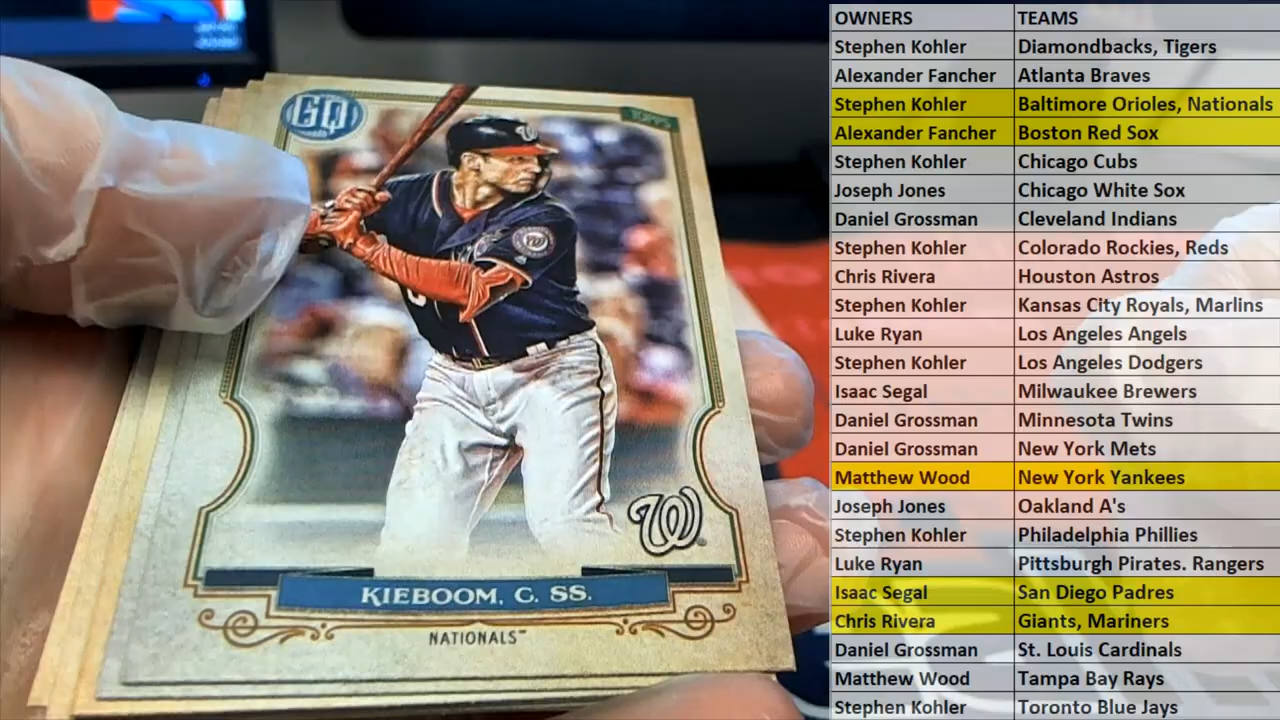 GQ
TOPPS
W
W
W
KIEBOOM, C. SS.
NATIONALS™
OWNERS TEAMS
Stephen Kohler Diamondbacks, Tigers
Alexander Fancher Atlanta Braves
Stephen Kohler Baltimore Orioles, Nationals
Alexander Fancher Boston Red Sox
Stephen Kohler Chicago Cubs
Joseph Jones Chicago White Sox
Daniel Grossman Cleveland Indians
Stephen Kohler Colorado Rockies, Reds
Chris Rivera Houston Astros
Stephen Kohler Kansas City Royals, Marlins
Luke Ryan Los Angeles Angels
Stephen Kohler Los Angeles Dodgers
Isaac Segal Milwaukee Brewers
Daniel Grossman Minnesota Twins
Daniel Grossman New York Mets
Matthew Wood New York Yankees
Joseph Jones Oakland A's
Stephen Kohler Philadelphia Phillies
Luke Ryan Pittsburgh Pirates. Rangers
Isaac Segal San Diego Padres
Chris Rivera Giants, Mariners
Daniel Grossman St. Louis Cardinals
Matthew Wood Tampa Bay Rays
Stephen Kohler Toronto Blue Jays